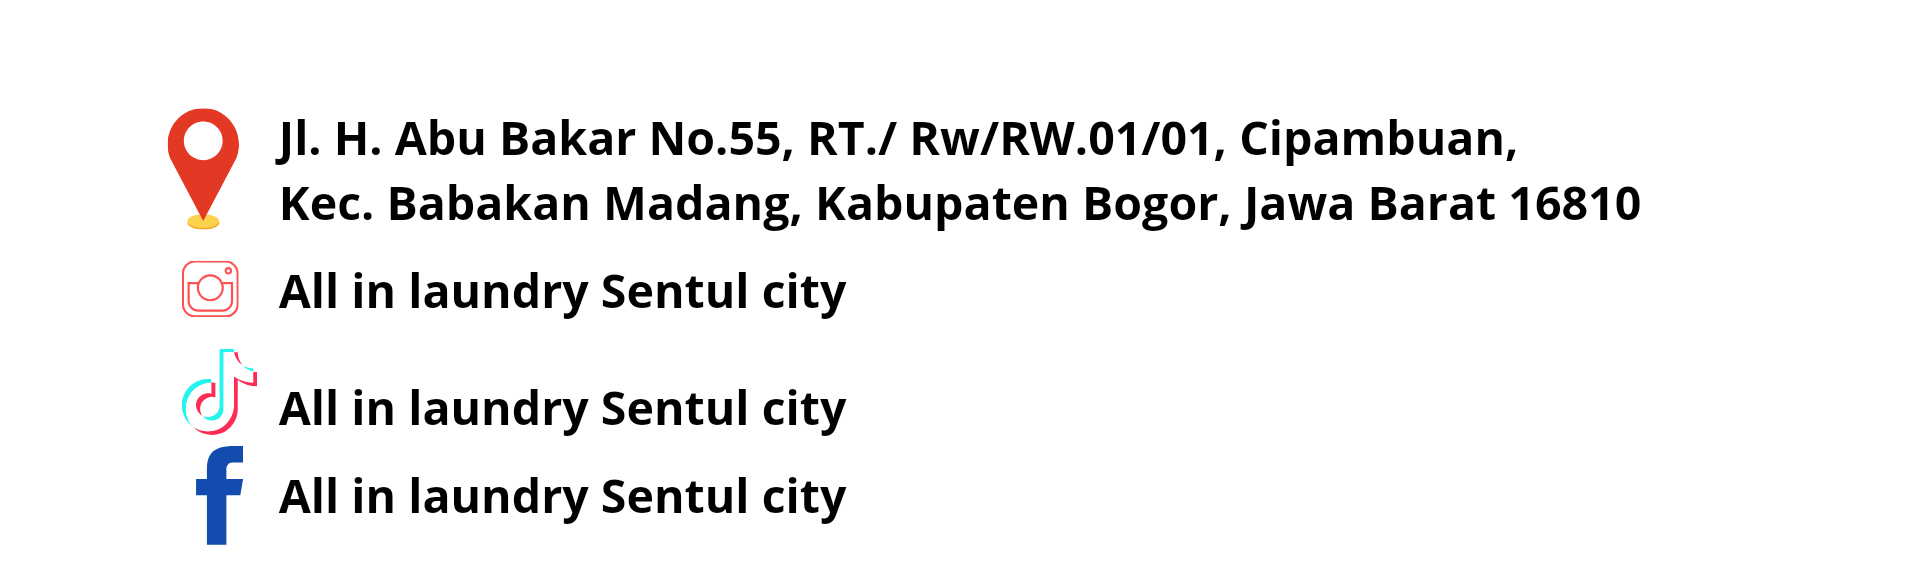 Jl. H. Abu Bakar No.55, RT./ Rw/RW.01/01, Cipambuan,
Kec. Babakan Madang, Kabupaten Bogor, Jawa Barat 16810
All in laundry Sentul city
All in laundry Sentul city
All in laundry Sentul city